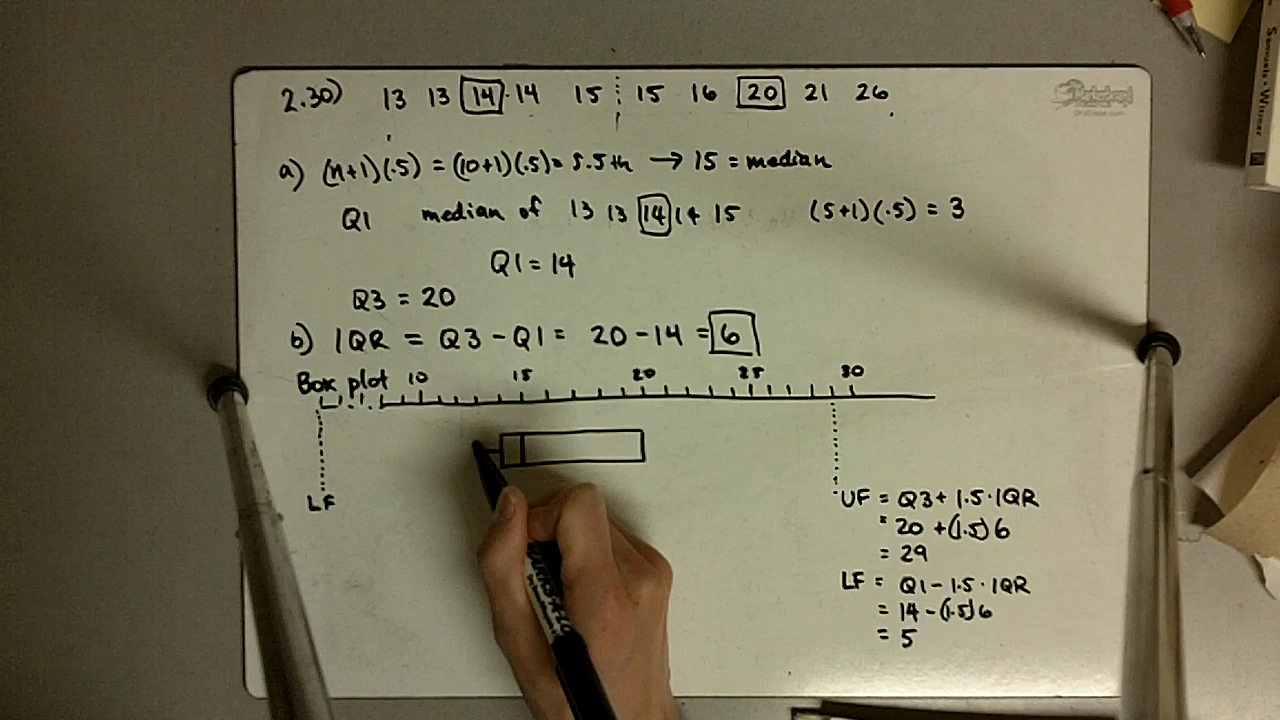 2.30) 13 13 14 14 15 15 16 20 21 26
a) (n+1)(.5) = (10+1)(.5) = 5.5th → 15 = median
Q1 median of 13 13 14 14 15 (5+1)(.5) = 3
Q1 = 14
Q3 = 20
b) IQR = Q3 - Q1 = 20 - 14 = 6
Box plot 10 15 20 25 30
LF
UF = Q3 + 1.5 · IQR
= 20 + (1.5) 6
= 29
LF = Q1 - 1.5 · IQR
= 14 - (1.5) 6
= 5
Samuels · Witmer